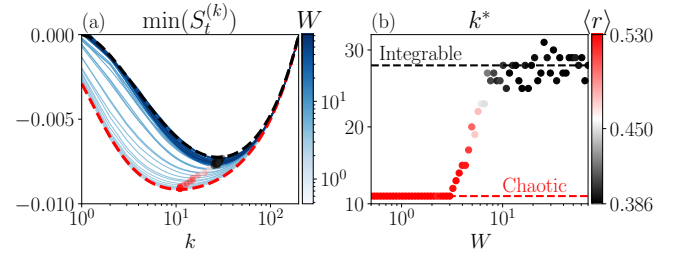 (a) min(S_t^{(k)}) W
0.000
−0.005
−0.010
10^0 10^1 10^2
k
10^1
10^0
(b) k* ⟨r⟩
30
20
10
Integrable
Chaotic
10^0 10^1
W
0.530
0.450
0.386